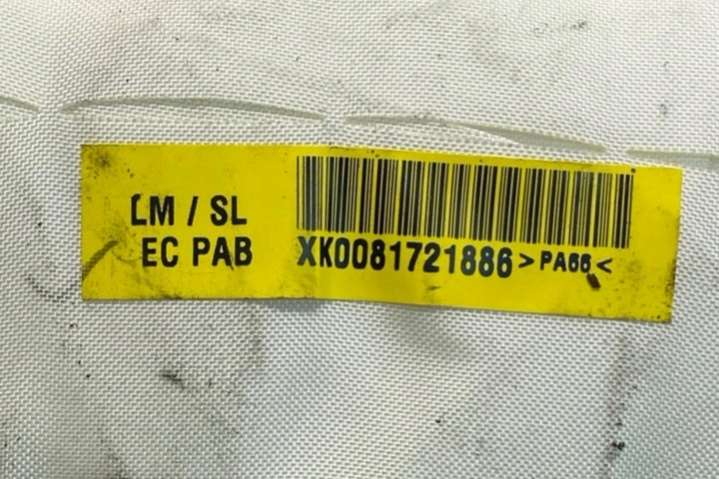 LM / SL
EC PAB
XK0081721886 >PA66<